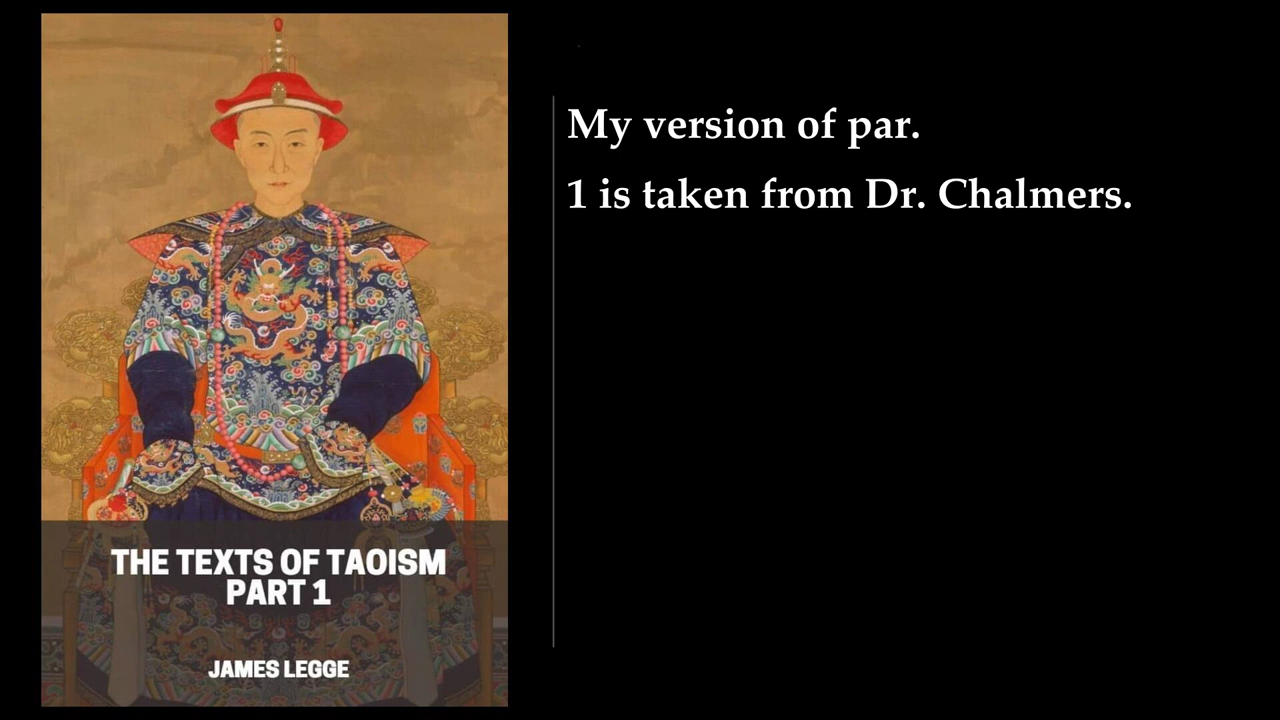 THE TEXTS OF TAOISM
PART 1
JAMES LEGGE
My version of par.
1 is taken from Dr. Chalmers.